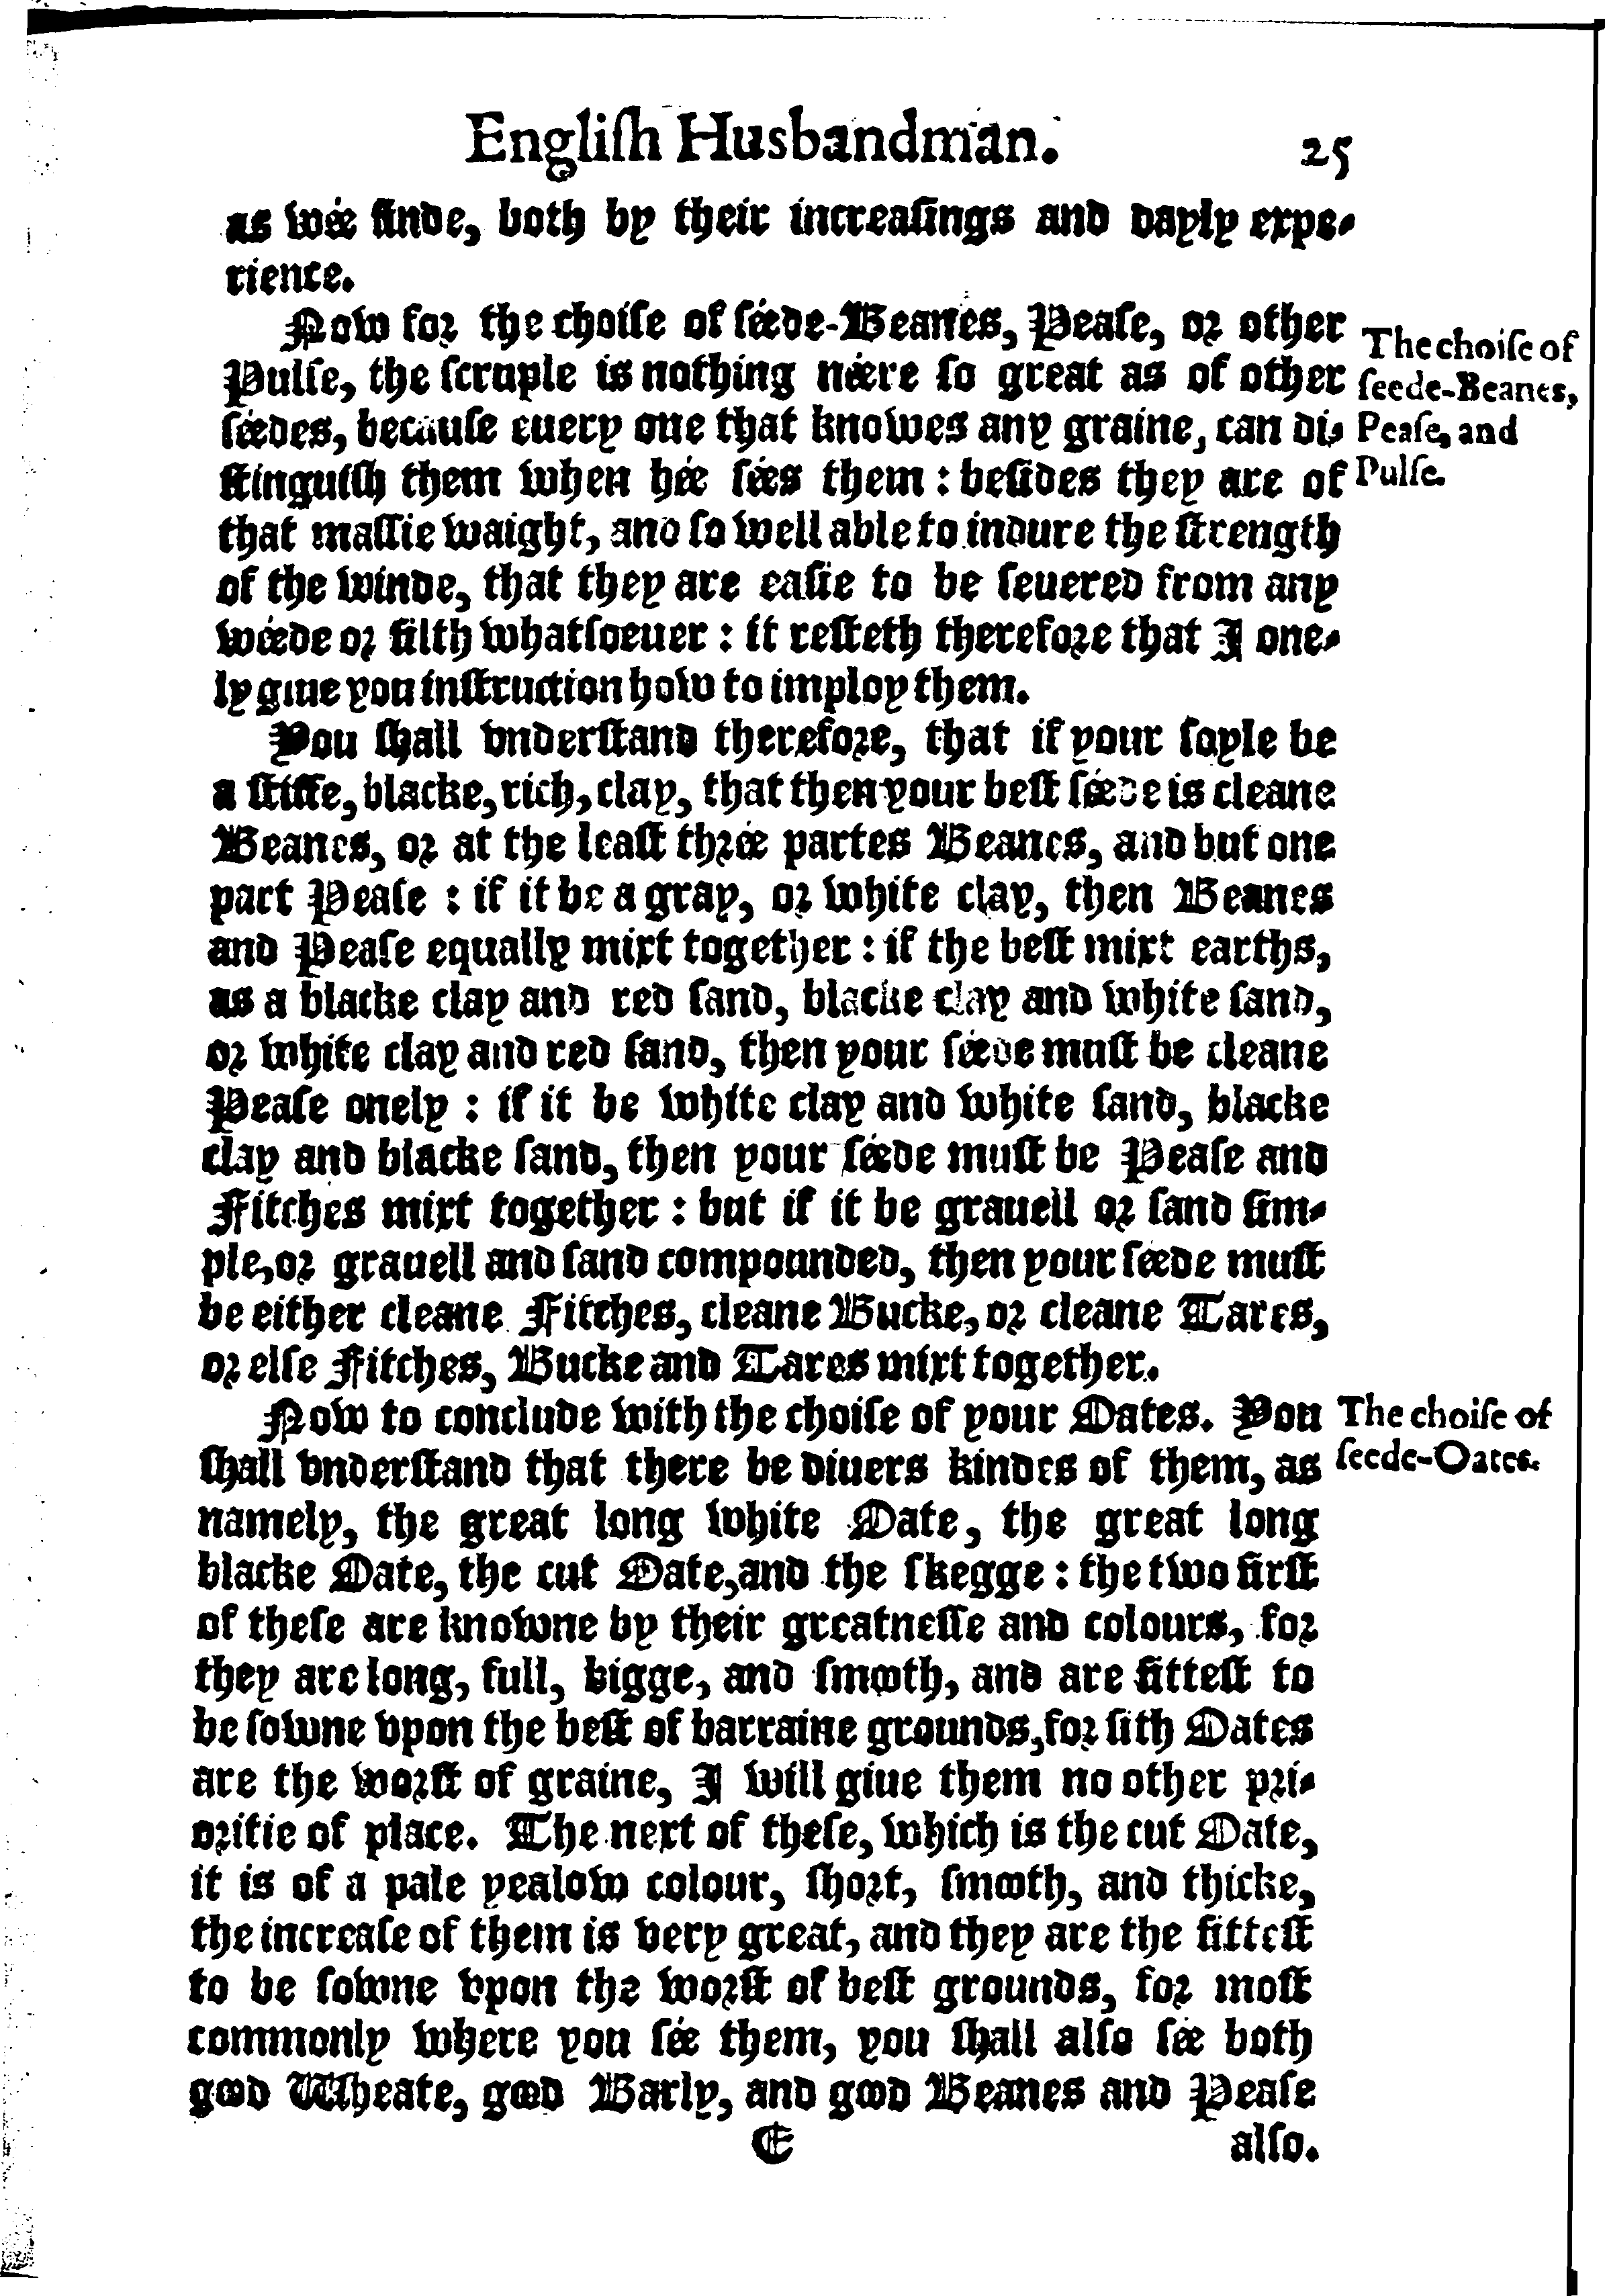 Engliſh Husbandman. 25
as wée finde, both by their increaſings and dayly expe-
rience.
Now for the choiſe of ſéede-Beanes, Peaſe, or other
Pulſe, the ſcruple is nothing néere ſo great as of other
ſéedes, becauſe euery one that knowes any graine, can di-
ſtinguiſh them when hée ſées them : beſides they are of
that maſſie waight, and ſo well able to indure the ſtrength
of the winde, that they are eaſie to be ſeuered from any
wéede or filth whatſoeuer : it reſteth therefore that I one-
ly giue you inſtruction how to imploy them.
The choiſe of
ſeede-Beanes,
Peaſe, and
Pulſe.
You ſhall vnderſtand therefore, that if your ſoyle be
a ſtiffe, blacke, rich, clay, that then your beſt ſéede is cleane
Beanes, or at the leaſt thrée partes Beanes, and but one
part Peaſe : if it be a gray, or white clay, then Beanes
and Peaſe equally mixt together : if the beſt mixt earths,
as a blacke clay and red ſand, blacke clay and white ſand,
or white clay and red ſand, then your ſéede muſt be cleane
Peaſe onely : if it be white clay and white ſand, blacke
clay and blacke ſand, then your ſéede muſt be Peaſe and
Fitches mixt together : but if it be grauell or ſand ſim-
ple, or grauell and ſand compounded, then your ſéede muſt
be either cleane Fitches, cleane Bucke, or cleane Tares,
or elſe Fitches, Bucke and Tares mixt together.
Now to conclude with the choiſe of your Oates. You
ſhall vnderſtand that there be diuers kindes of them, as
namely, the great long white Oate, the great long
blacke Oate, the cut Oate, and the ſkegge : the two firſt
of theſe are knowne by their greatneſſe and colours, for
they are long, full, bigge, and ſmooth, and are fitteſt to
be ſowne vpon the beſt of barraine grounds, for ſith Oates
are the worſt of graine, I will giue them no other pri-
oritie of place. The next of theſe, which is the cut Oate,
it is of a pale yealow colour, ſhort, ſmooth, and thicke,
the increaſe of them is very great, and they are the fitteſt
to be ſowne vpon the worſt of beſt grounds, for moſt
commonly where you ſée them, you ſhall alſo ſée both
good Wheate, good Barly, and good Beanes and Peaſe
The choiſe of
ſeede-Oates.
E alſo.